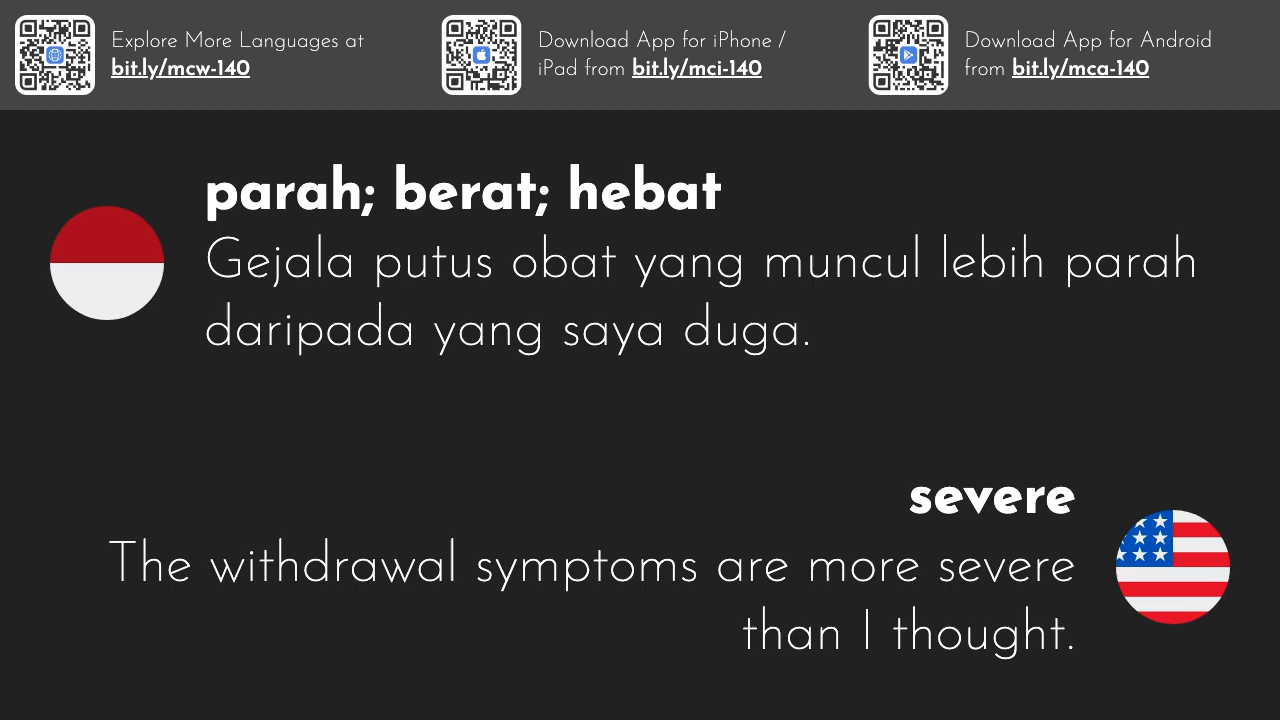 Explore More Languages at
bit.ly/mcw-140
Download App for iPhone /
iPad from bit.ly/mci-140
Download App for Android
from bit.ly/mca-140
parah; berat; hebat
Gejala putus obat yang muncul lebih parah
daripada yang saya duga.
severe
The withdrawal symptoms are more severe
than I thought.